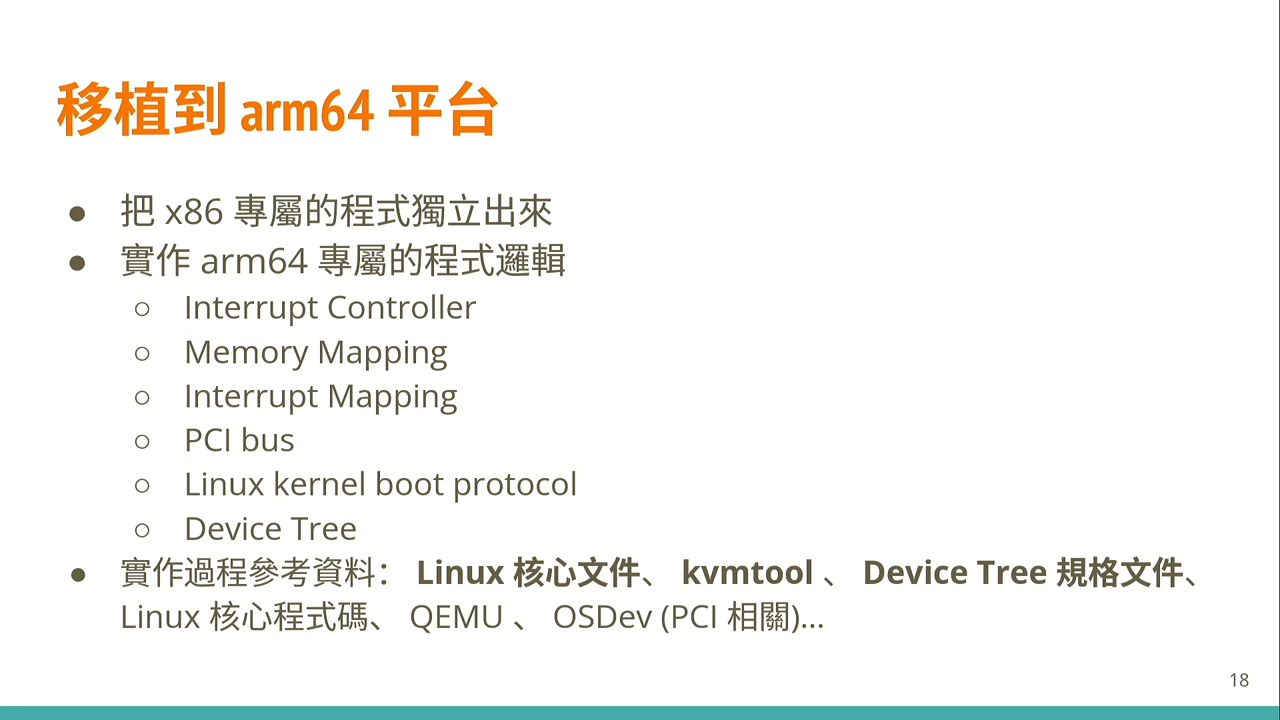 移植到 arm64 平台
● 把 x86 專屬的程式獨立出來
● 實作 arm64 專屬的程式邏輯
○ Interrupt Controller
○ Memory Mapping
○ Interrupt Mapping
○ PCI bus
○ Linux kernel boot protocol
○ Device Tree
● 實作過程參考資料： Linux 核心文件、 kvmtool 、 Device Tree 規格文件、
Linux 核心程式碼、 QEMU 、 OSDev (PCI 相關)...
18